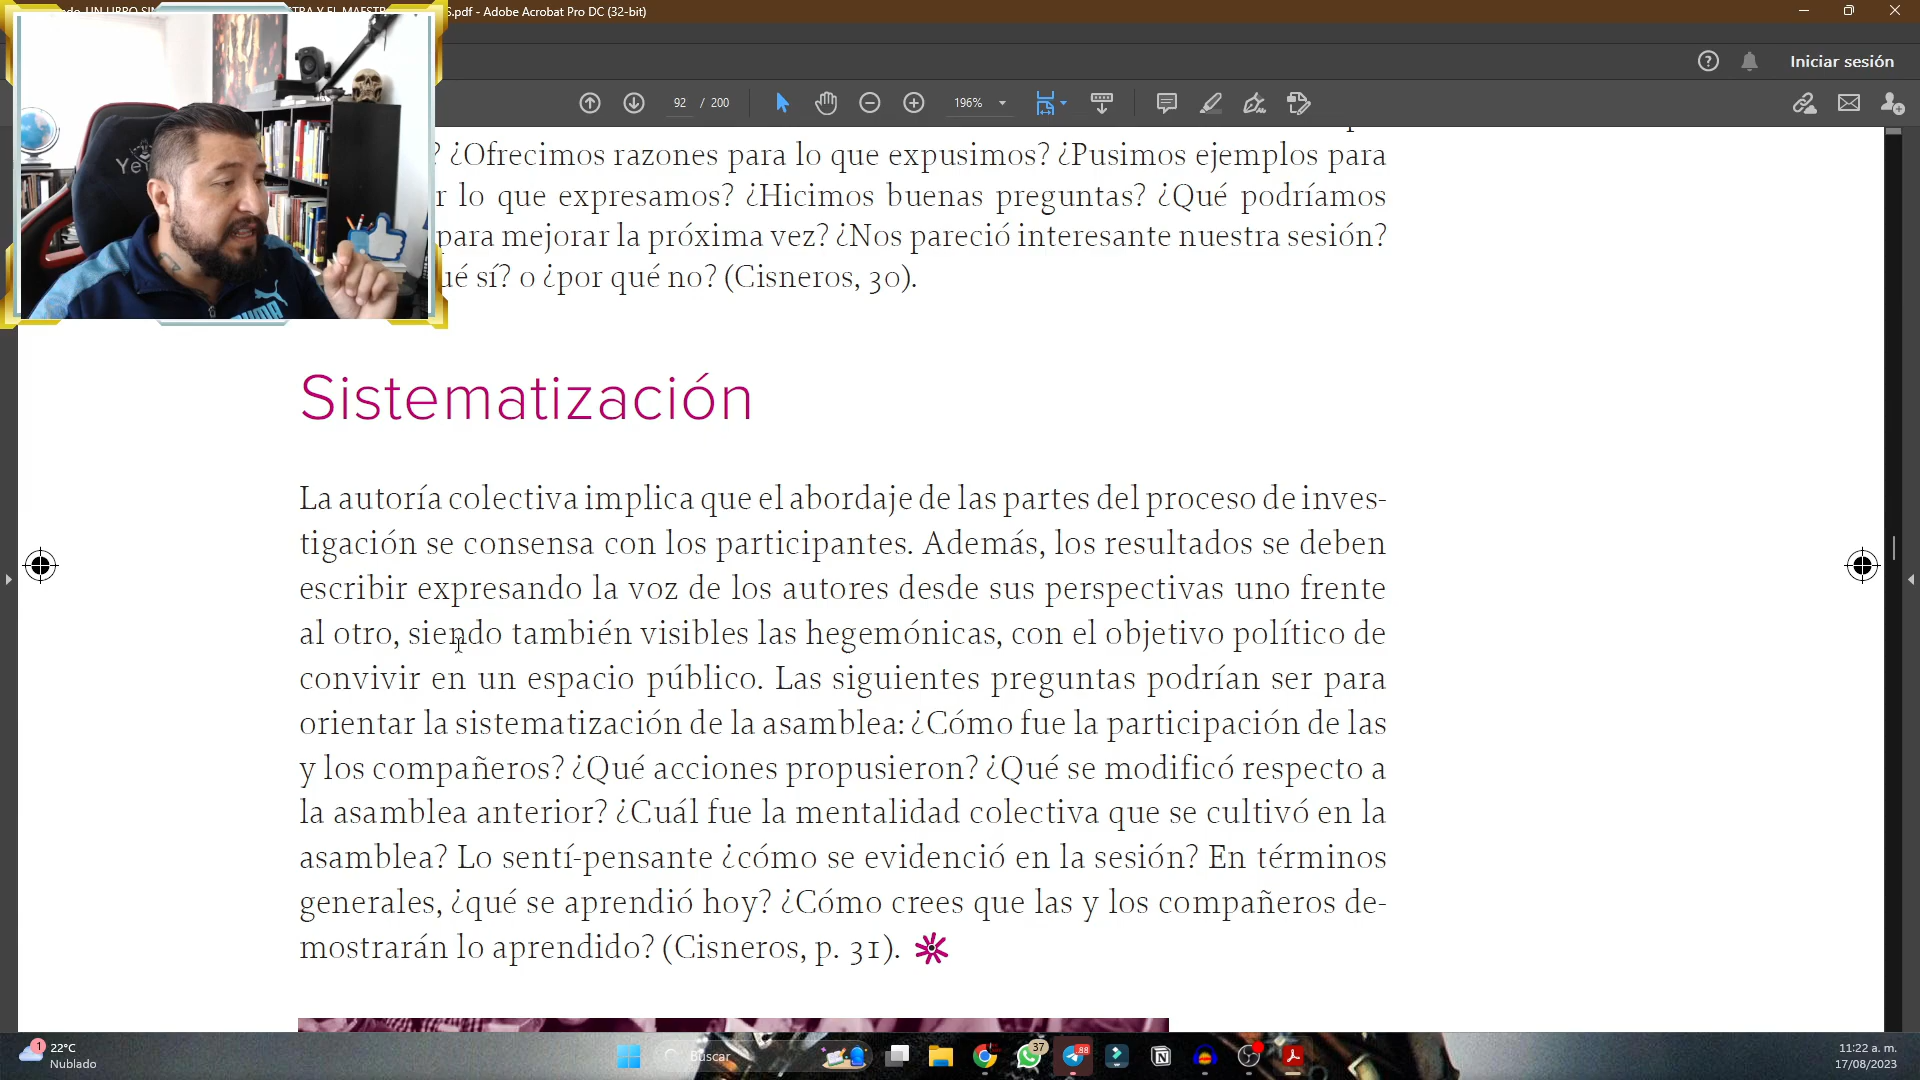 TRA Y EL MAESTR
S.pdf - Adobe Acrobat Pro DC (32-bit)
Iniciar sesión
92 / 200
196%
? ¿Ofrecimos razones para lo que expusimos? ¿Pusimos ejemplos para
r lo que expresamos? ¿Hicimos buenas preguntas? ¿Qué podríamos
para mejorar la próxima vez? ¿Nos pareció interesante nuestra sesión?
ué sí? o ¿por qué no? (Cisneros, 30).
Sistematización
La autoría colectiva implica que el abordaje de las partes del proceso de inves-
tigación se consensa con los participantes. Además, los resultados se deben
escribir expresando la voz de los autores desde sus perspectivas uno frente
al otro, siendo también visibles las hegemónicas, con el objetivo político de
convivir en un espacio público. Las siguientes preguntas podrían ser para
orientar la sistematización de la asamblea: ¿Cómo fue la participación de las
y los compañeros? ¿Qué acciones propusieron? ¿Qué se modificó respecto a
la asamblea anterior? ¿Cuál fue la mentalidad colectiva que se cultivó en la
asamblea? Lo sentí-pensante ¿cómo se evidenció en la sesión? En términos
generales, ¿qué se aprendió hoy? ¿Cómo crees que las y los compañeros de-
mostrarán lo aprendido? (Cisneros, p. 31).
PUMA
1
22°C
Nublado
Buscar
37
88
11:22 a. m.
17/08/2023